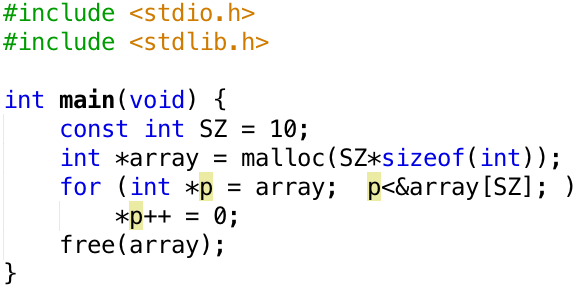 #include <stdio.h>
#include <stdlib.h>

int main(void) {
    const int SZ = 10;
    int *array = malloc(SZ*sizeof(int));
    for (int *p = array;  p<&array[SZ]; )
        *p++ = 0;
    free(array);
}